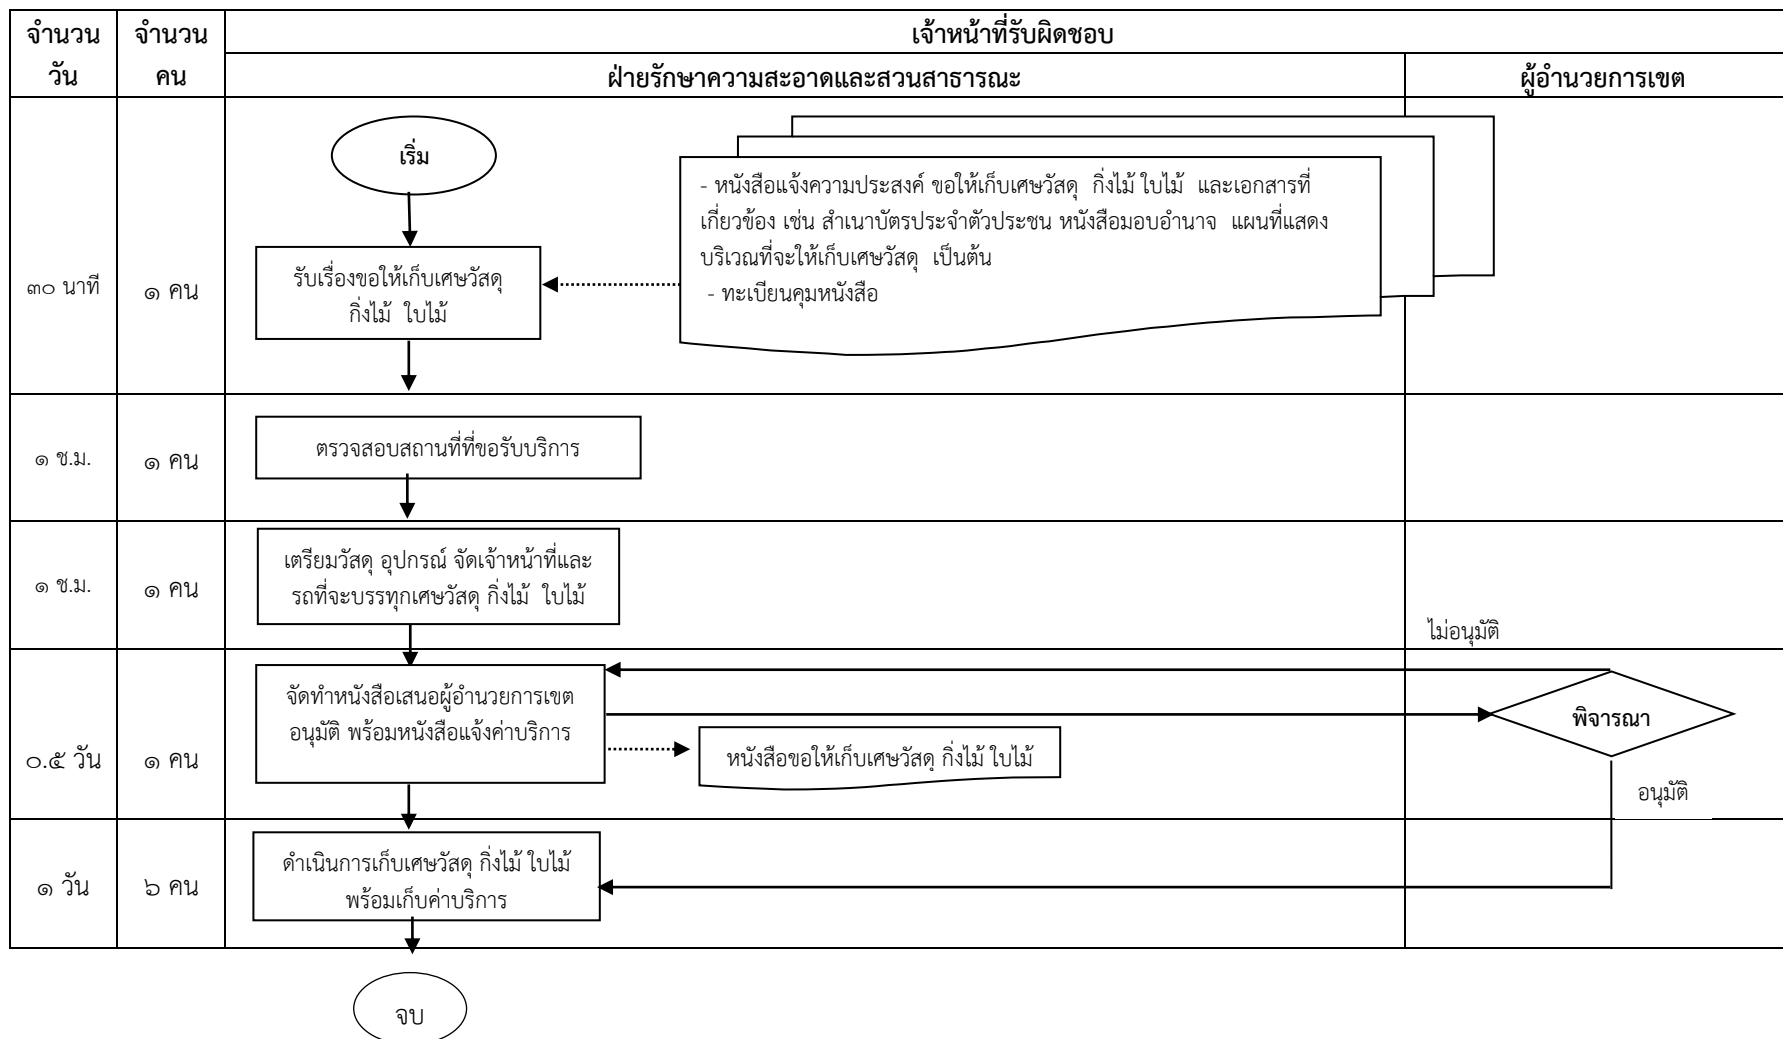 จำนวน
วัน
จำนวน
คน
เจ้าหน้าที่รับผิดชอบ
ฝ่ายรักษาความสะอาดและสวนสาธารณะ
ผู้อำนวยการเขต
เริ่ม
- หนังสือแจ้งความประสงค์ ขอให้เก็บเศษวัสดุ กิ่งไม้ ใบไม้ และเอกสารที่
เกี่ยวข้อง เช่น สำเนาบัตรประจำตัวประชน หนังสือมอบอำนาจ แผนที่แสดง
บริเวณที่จะให้เก็บเศษวัสดุ เป็นต้น
- ทะเบียนคุมหนังสือ
๓๐ นาที
๑ คน
รับเรื่องขอให้เก็บเศษวัสดุ
กิ่งไม้ ใบไม้
๑ ช.ม.
๑ คน
ตรวจสอบสถานที่ที่ขอรับบริการ
๑ ช.ม.
๑ คน
เตรียมวัสดุ อุปกรณ์ จัดเจ้าหน้าที่และ
รถที่จะบรรทุกเศษวัสดุ กิ่งไม้ ใบไม้
ไม่อนุมัติ
๐.๕ วัน
๑ คน
จัดทำหนังสือเสนอผู้อำนวยการเขต
อนุมัติ พร้อมหนังสือแจ้งค่าบริการ
หนังสือขอให้เก็บเศษวัสดุ กิ่งไม้ ใบไม้
พิจารณา
อนุมัติ
๑ วัน
๖ คน
ดำเนินการเก็บเศษวัสดุ กิ่งไม้ ใบไม้
พร้อมเก็บค่าบริการ
จบ